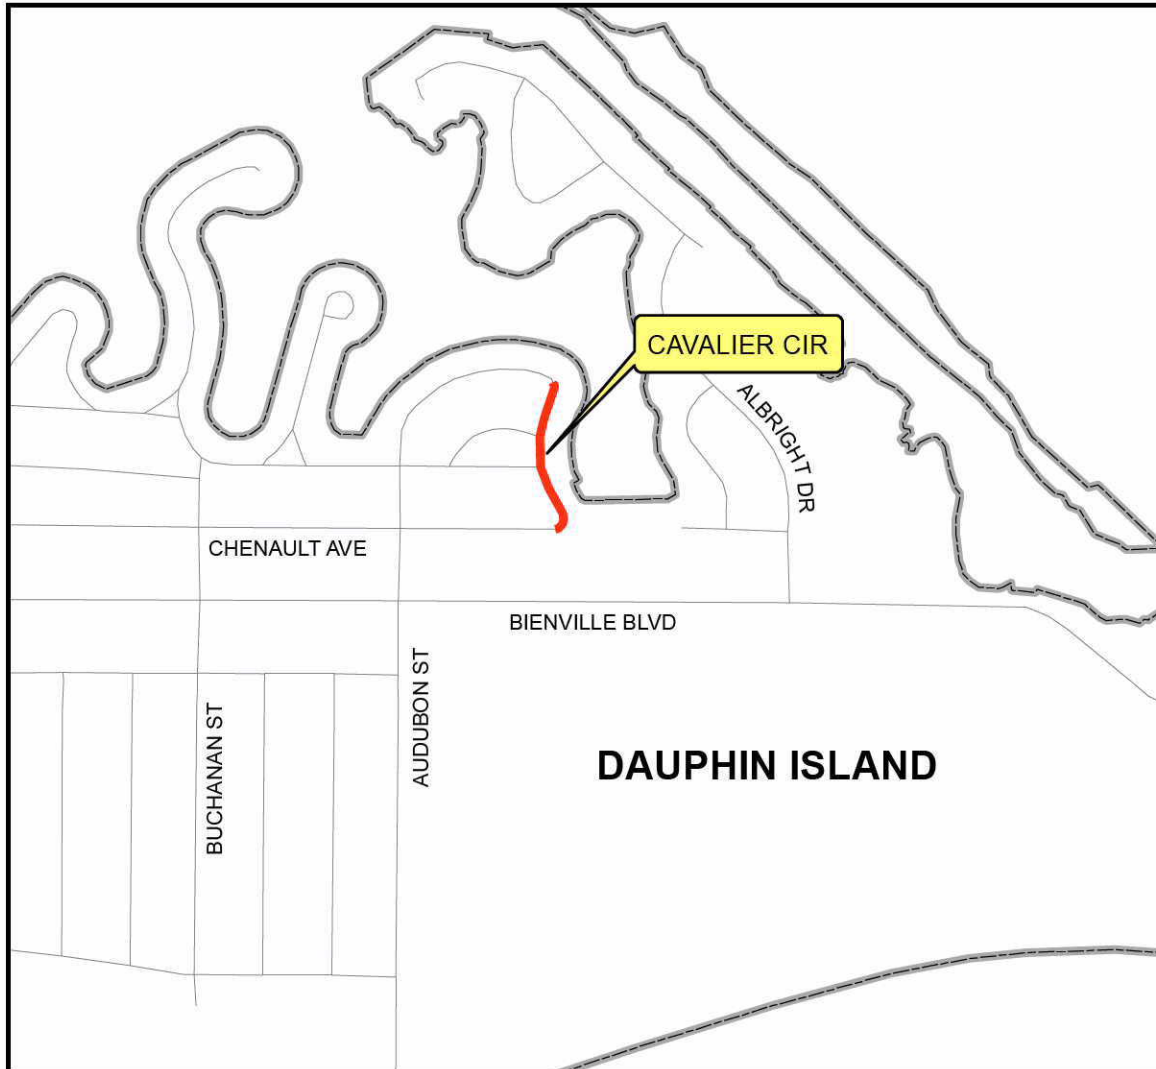 CAVALIER CIR
ALBRIGHT DR
CHENAULT AVE
BIENVILLE BLVD
AUDUBON ST
BUCHANAN ST
DAUPHIN ISLAND